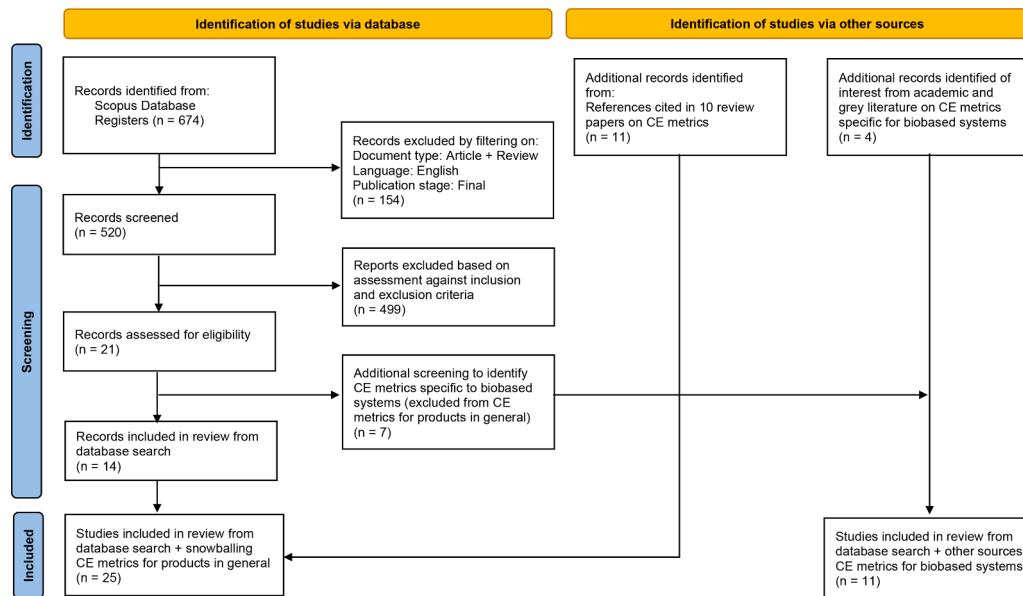 Identification of studies via database
Identification of studies via other sources
Identification
Records identified from:
Scopus Database
Registers (n = 674)
Additional records identified
from:
References cited in 10 review
papers on CE metrics
(n = 11)
Additional records identified of
interest from academic and
grey literature on CE metrics
specific for biobased systems
(n = 4)
Records excluded by filtering on:
Document type: Article + Review
Language: English
Publication stage: Final
(n = 154)
Screening
Records screened
(n = 520)
Reports excluded based on
assessment against inclusion
and exclusion criteria
(n = 499)
Records assessed for eligibility
(n = 21)
Additional screening to identify
CE metrics specific to biobased
systems (excluded from CE
metrics for products in general)
(n = 7)
Records included in review from
database search
(n = 14)
Included
Studies included in review from
database search + snowballing
CE metrics for products in general
(n = 25)
Studies included in review from
database search + other sources
CE metrics for biobased systems
(n = 11)